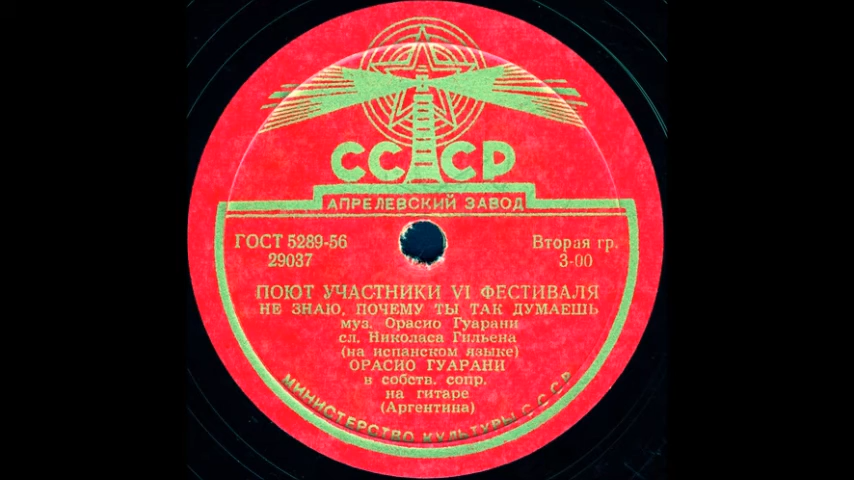 СССР
АПРЕЛЕВСКИЙ ЗАВОД
ГОСТ 5289-56
29037
Вторая гр.
3-00
ПОЮТ УЧАСТНИКИ VI ФЕСТИВАЛЯ
НЕ ЗНАЮ, ПОЧЕМУ ТЫ ТАК ДУМАЕШЬ
муз. Орасио Гуарани
сл. Николаса Гильена
(на испанском языке)
ОРАСИО ГУАРАНИ
в собств. сопр.
на гитаре
(Аргентина)
МИНИСТЕРСТВО КУЛЬТУРЫ СССР